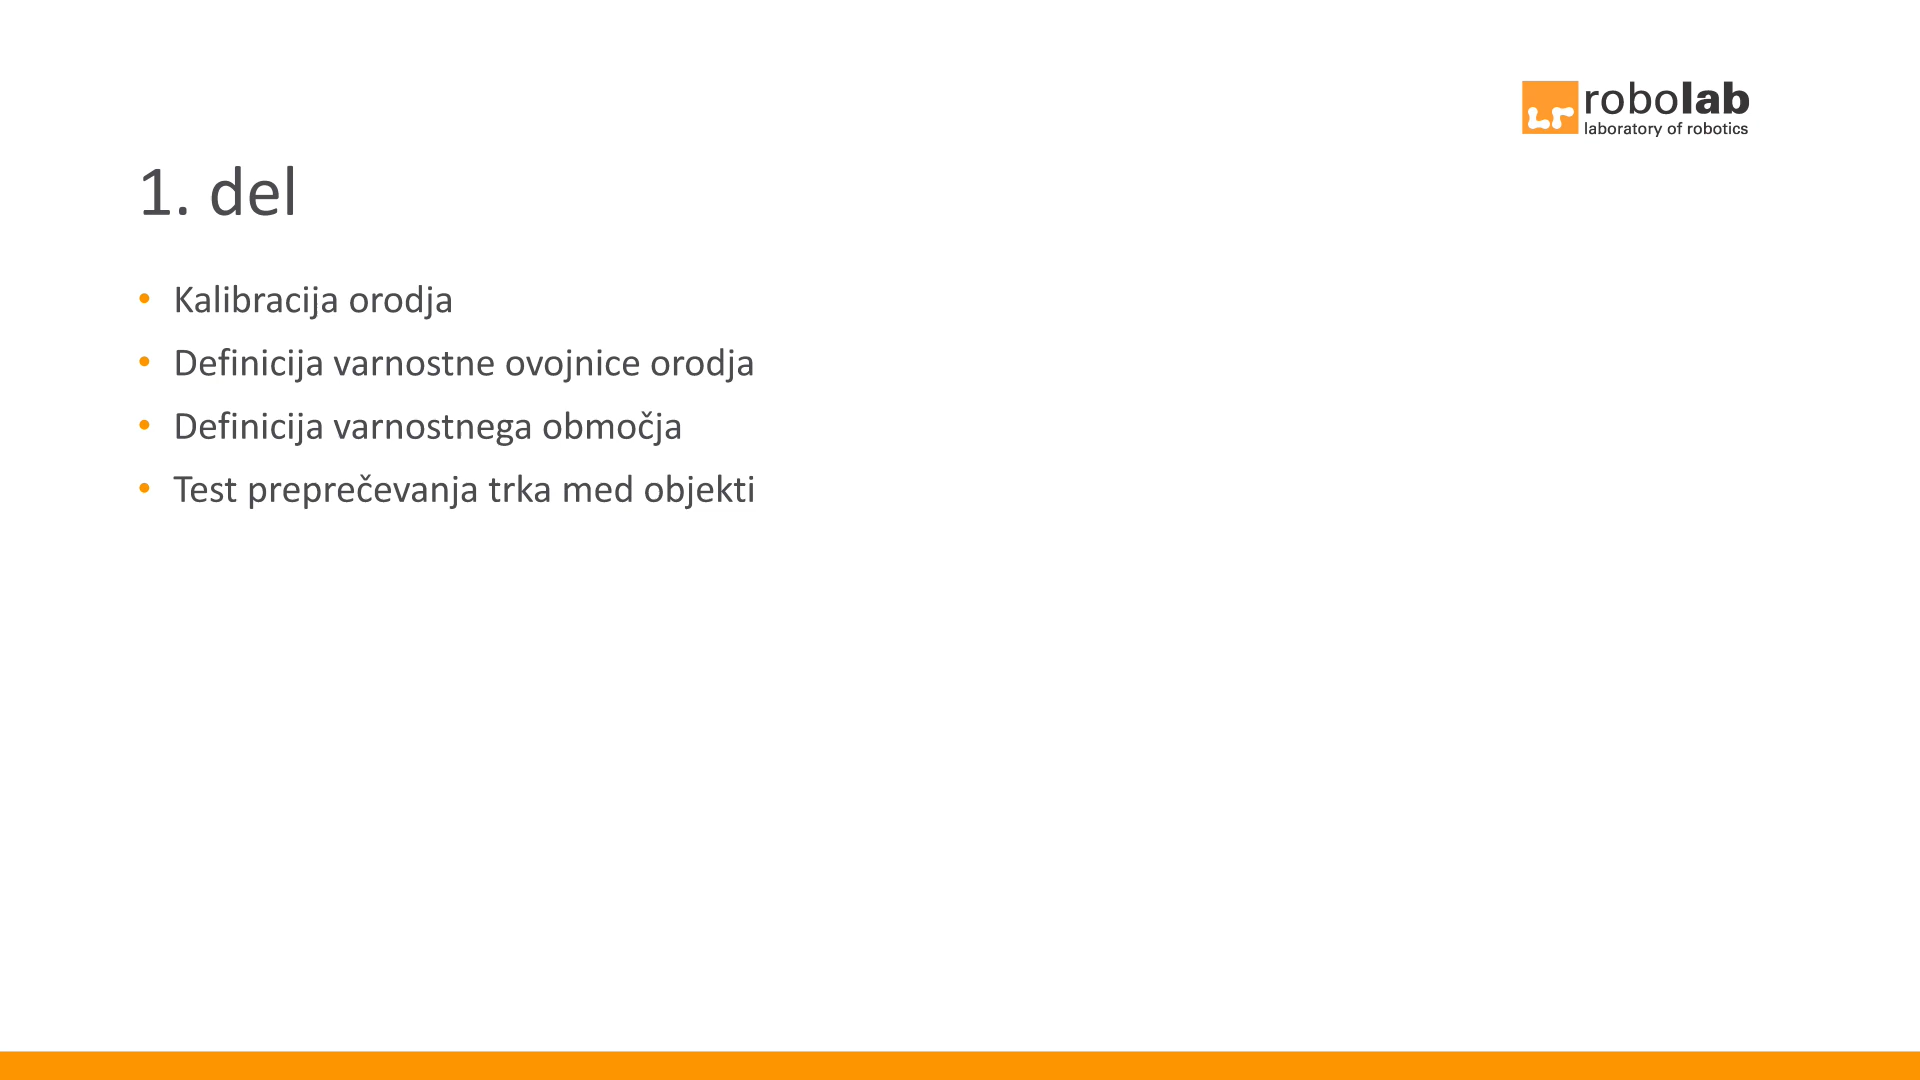 robolab
laboratory of robotics
1. del
• Kalibracija orodja
• Definicija varnostne ovojnice orodja
• Definicija varnostnega območja
• Test preprečevanja trka med objekti